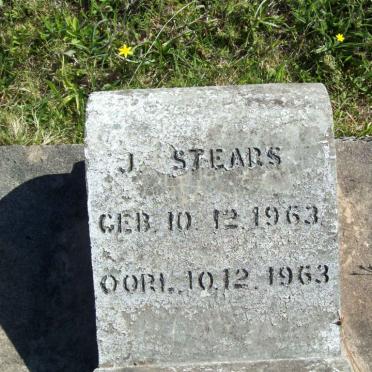 J. STEARS
GEB. 10. 12. 1963
OORL. 10. 12. 1963